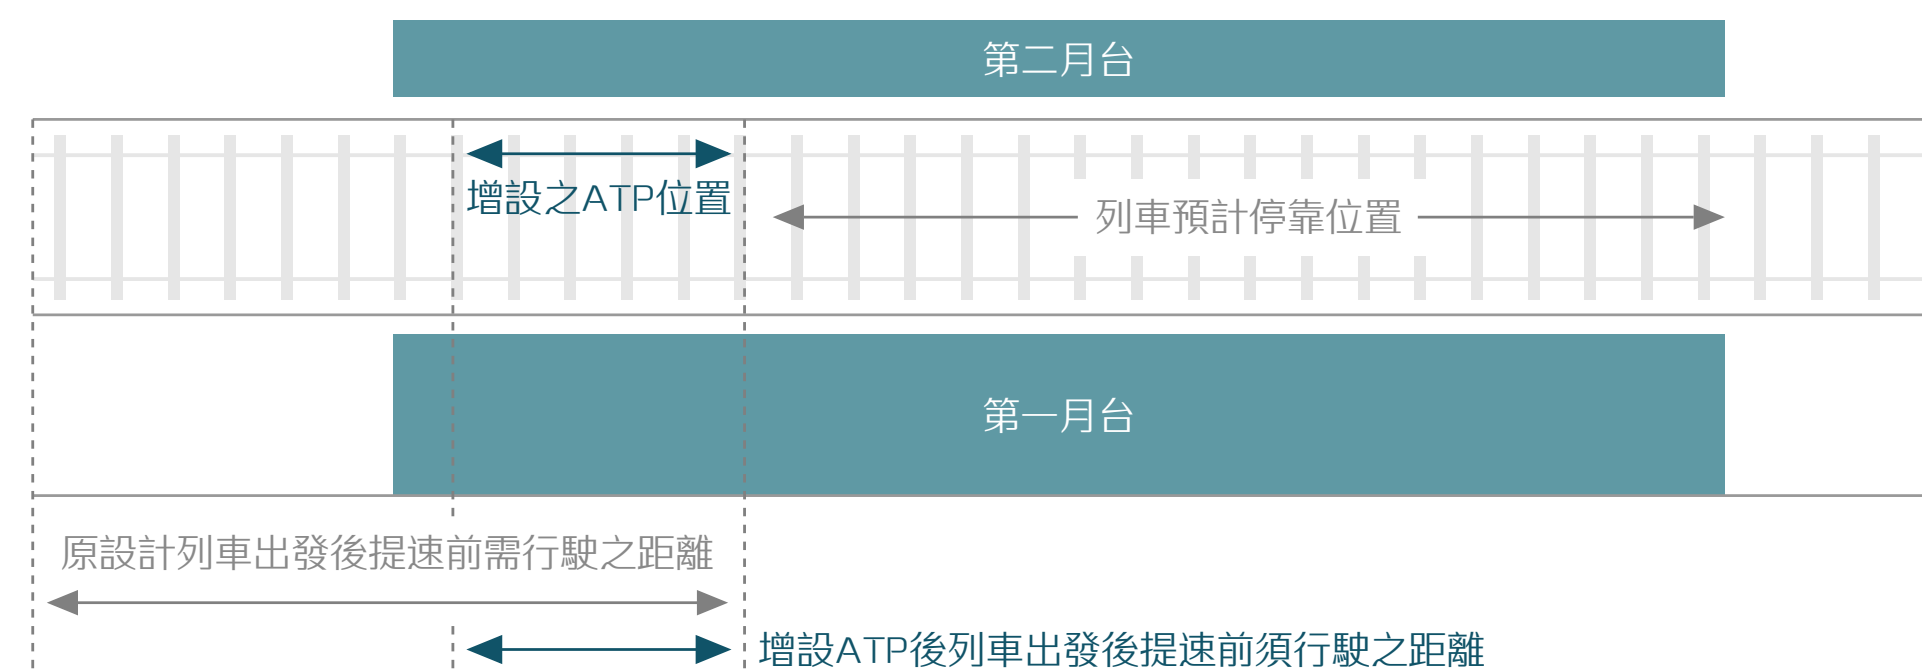 第二月台
增設之ATP位置
列車預計停靠位置
第一月台
原設計列車出發後提速前需行駛之距離
增設ATP後列車出發後提速前須行駛之距離